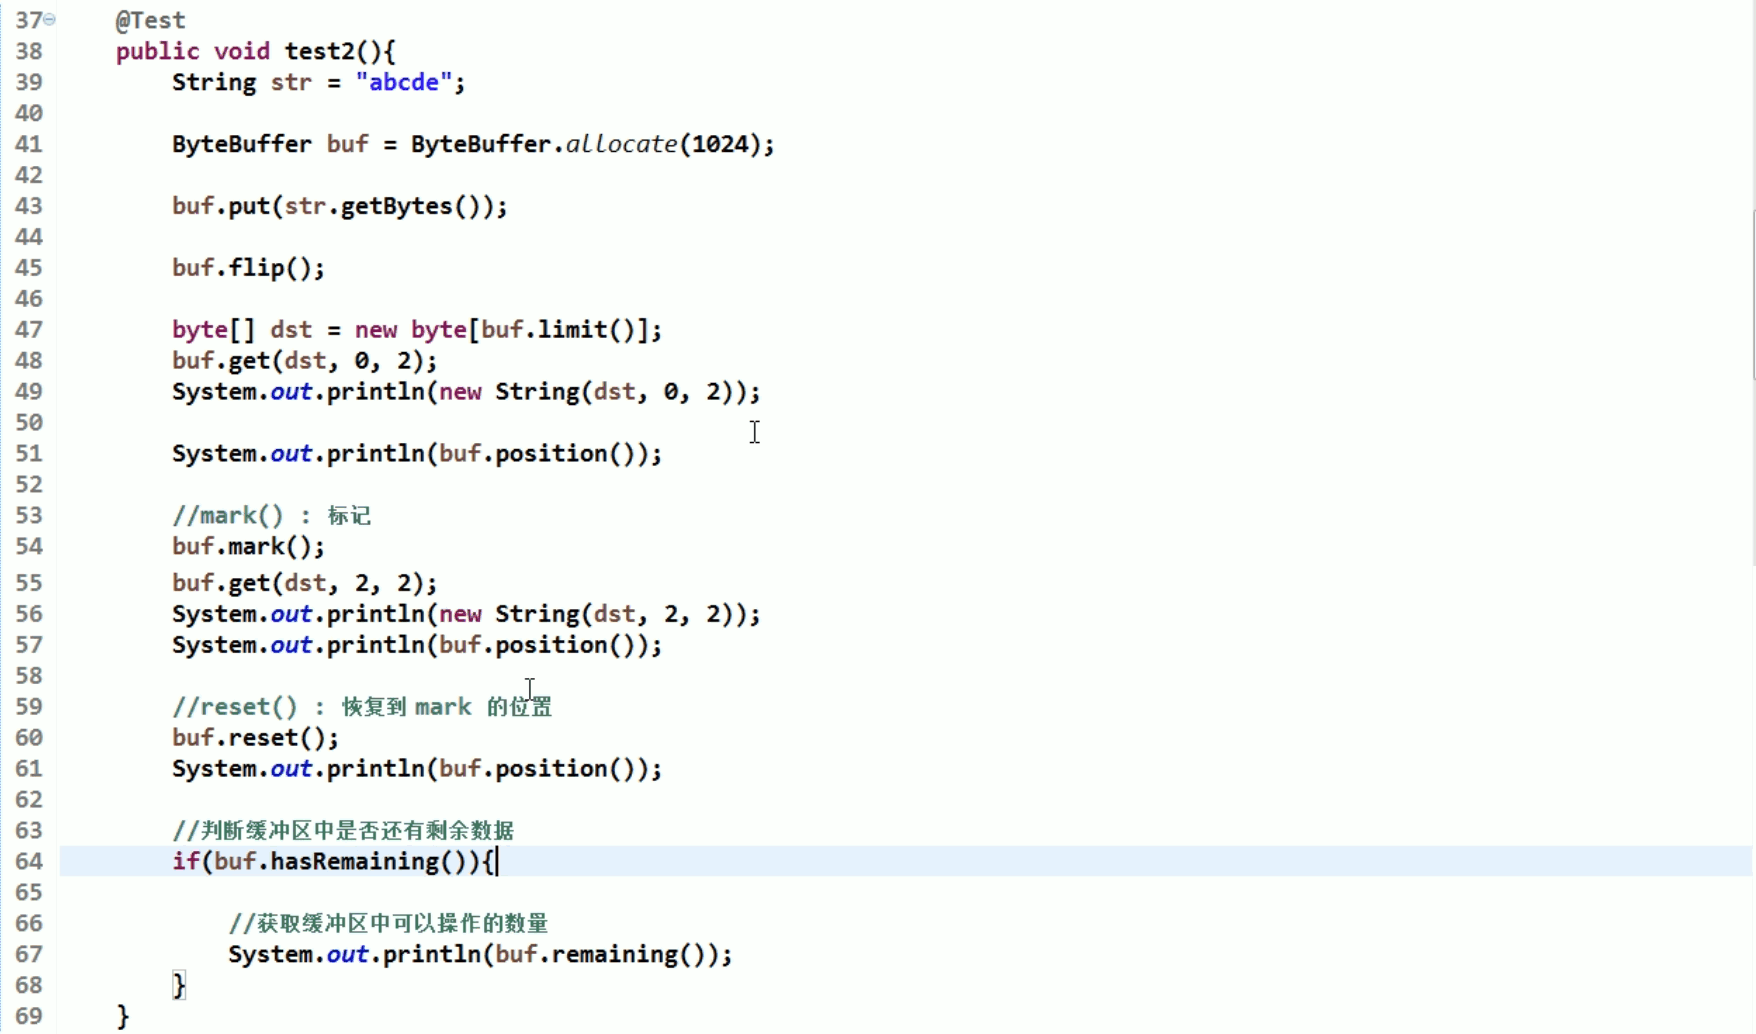 37 @Test
38 public void test2(){
39 String str = "abcde";
40
41 ByteBuffer buf = ByteBuffer.allocate(1024);
42
43 buf.put(str.getBytes());
44
45 buf.flip();
46
47 byte[] dst = new byte[buf.limit()];
48 buf.get(dst, 0, 2);
49 System.out.println(new String(dst, 0, 2));
50
51 System.out.println(buf.position());
52
53 //mark() : 标记
54 buf.mark();
55 buf.get(dst, 2, 2);
56 System.out.println(new String(dst, 2, 2));
57 System.out.println(buf.position());
58
59 //reset() : 恢复到 mark 的位置
60 buf.reset();
61 System.out.println(buf.position());
62
63 //判断缓冲区中是否还有剩余数据
64 if(buf.hasRemaining()){
65
66 //获取缓冲区中可以操作的数量
67 System.out.println(buf.remaining());
68 }
69 }